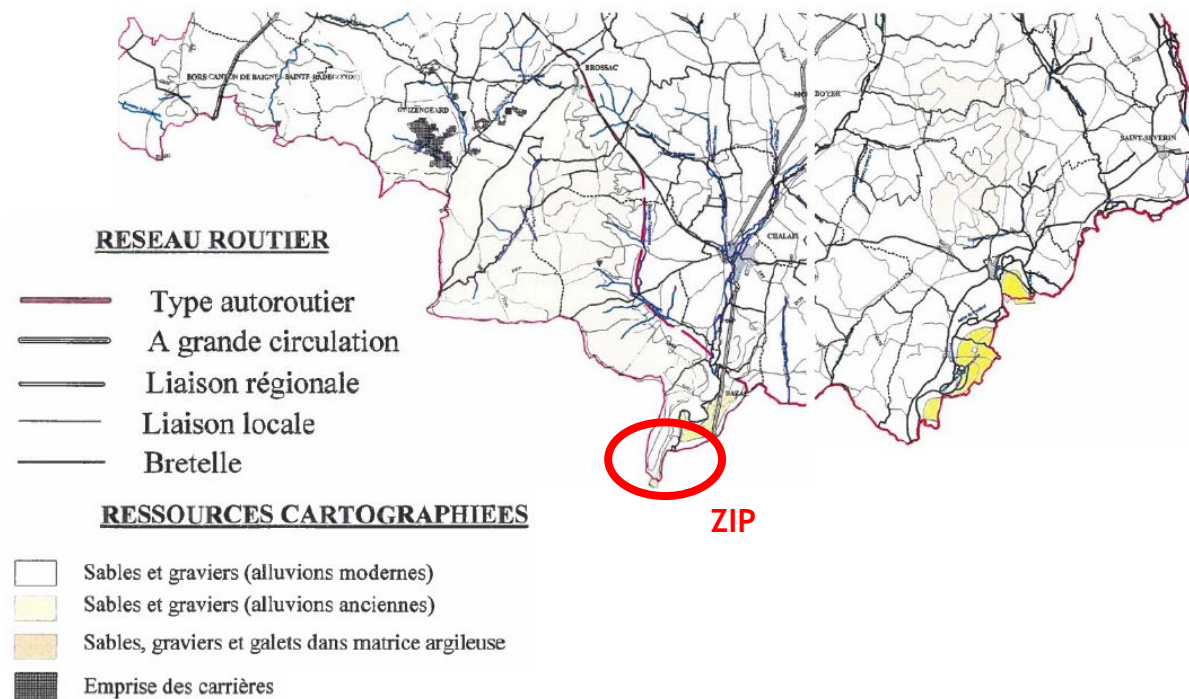 BROSSAC
BOYER
GUIZENGEARD
SAINT-SEVERIN
CHALAIS
RESEAU ROUTIER
Type autoroutier
A grande circulation
Liaison régionale
Liaison locale
Bretelle
ZIP
RESSOURCES CARTOGRAPHIEES
Sables et graviers (alluvions modernes)
Sables et graviers (alluvions anciennes)
Sables, graviers et galets dans matrice argileuse
Emprise des carrières